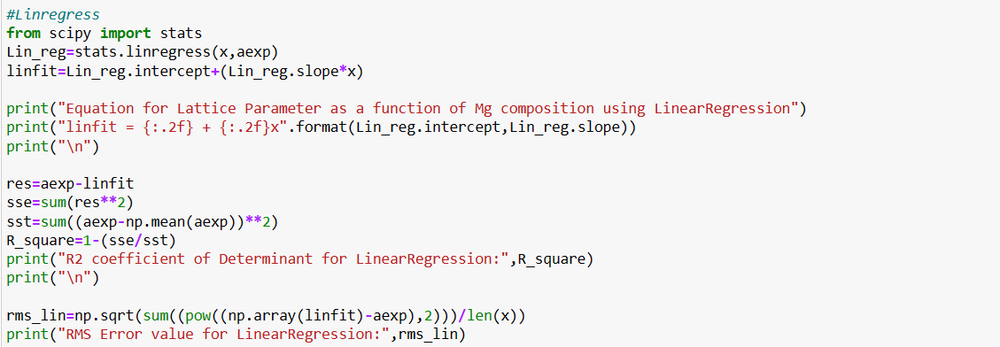 #Linregress
from scipy import stats
Lin_reg=stats.linregress(x,aexp)
linfit=Lin_reg.intercept+(Lin_reg.slope*x)
print("Equation for Lattice Parameter as a function of Mg composition using LinearRegression")
print("linfit = {:.2f} + {:.2f}x".format(Lin_reg.intercept,Lin_reg.slope))
print("\n")
res=aexp-linfit
sse=sum(res**2)
sst=sum((aexp-np.mean(aexp))**2)
R_square=1-(sse/sst)
print("R2 coefficient of Determinant for LinearRegression:",R_square)
print("\n")
rms_lin=np.sqrt(sum((pow((np.array(linfit)-aexp),2)))/len(x))
print("RMS Error value for LinearRegression:",rms_lin)